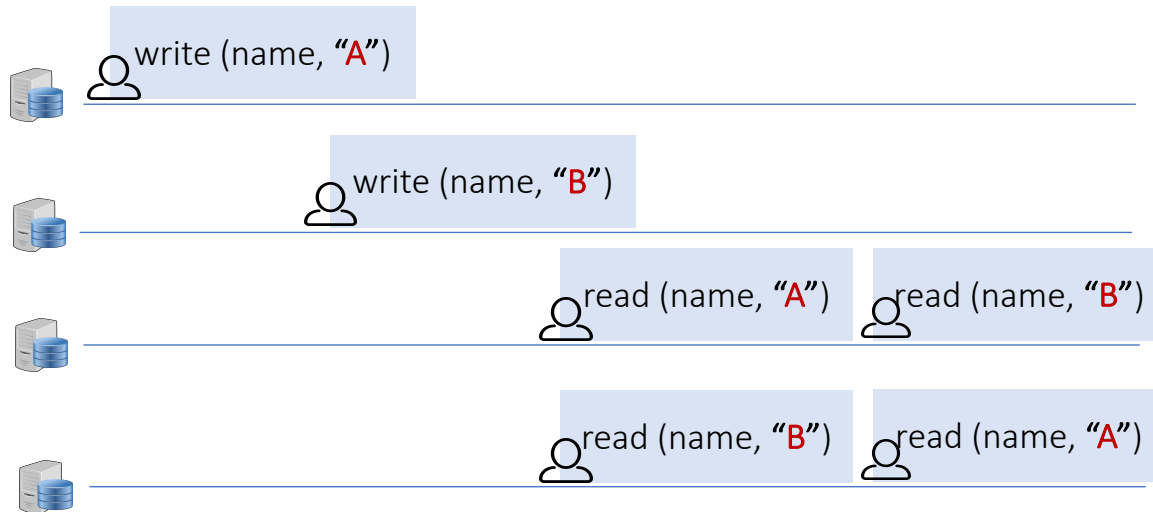 write (name, “A”)
write (name, “B”)
read (name, “A”) read (name, “B”)
read (name, “B”) read (name, “A”)